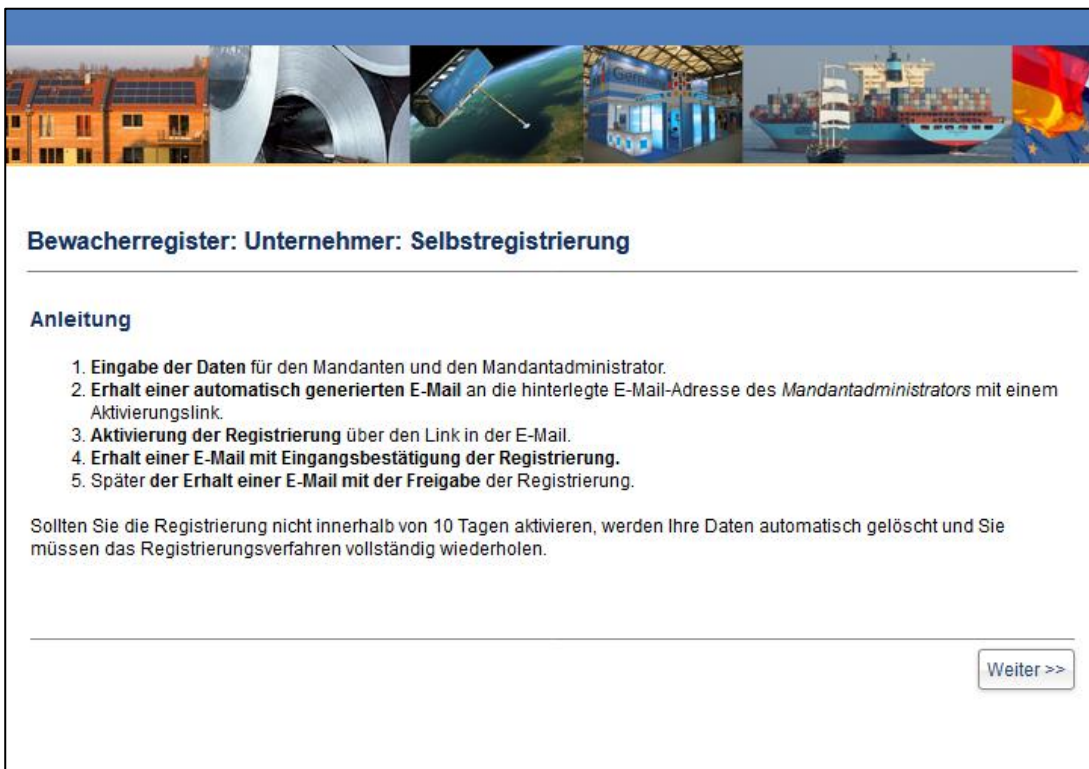 German
Bewacherregister: Unternehmer: Selbstregistrierung
Anleitung
1. Eingabe der Daten für den Mandanten und den Mandantadministrator.
2. Erhalt einer automatisch generierten E-Mail an die hinterlegte E-Mail-Adresse des Mandantadministrators mit einem
Aktivierungslink.
3. Aktivierung der Registrierung über den Link in der E-Mail.
4. Erhalt einer E-Mail mit Eingangsbestätigung der Registrierung.
5. Später der Erhalt einer E-Mail mit der Freigabe der Registrierung.
Sollten Sie die Registrierung nicht innerhalb von 10 Tagen aktivieren, werden Ihre Daten automatisch gelöscht und Sie
müssen das Registrierungsverfahren vollständig wiederholen.
Weiter >>